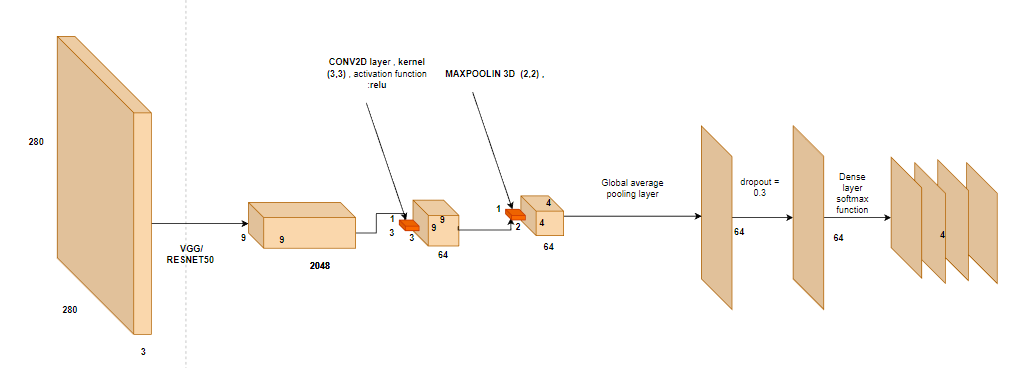 CONV2D layer , kernel
(3,3) , activation function
:relu
MAXPOOLIN 3D (2,2) ,
280
280
3
VGG/
RESNET50
9
9
2048
1
3
3
9
9
64
1
2
4
4
64
Global average
pooling layer
64
dropout =
0.3
64
Dense
layer
softmax
function
4